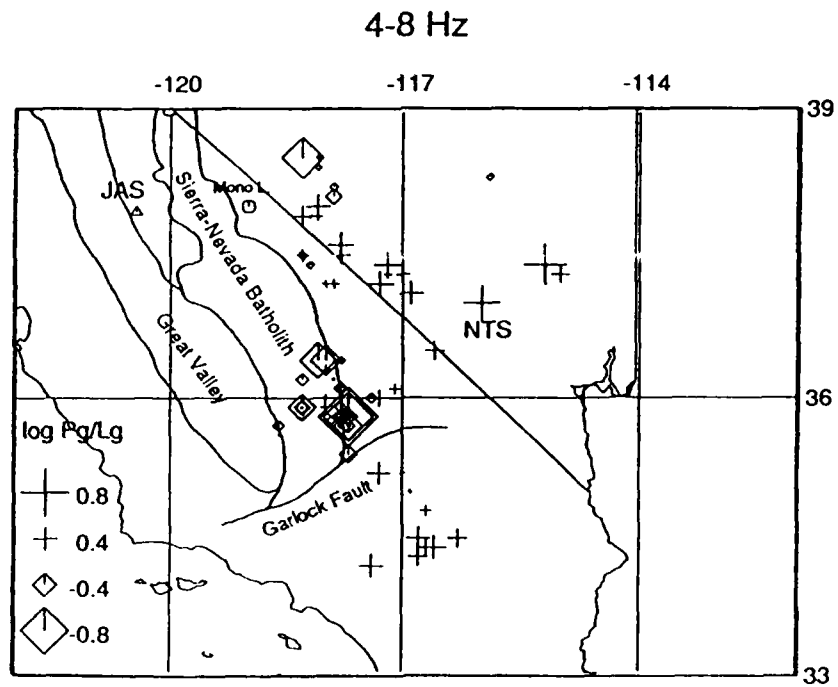 4-8 Hz
-120 -117 -114
39
JAS
Mono L.
Sierra-Nevada Batholith
NTS
Great Valley
36
log Pg/Lg
0.8
Garlock Fault
0.4
-0.4
-0.8
33